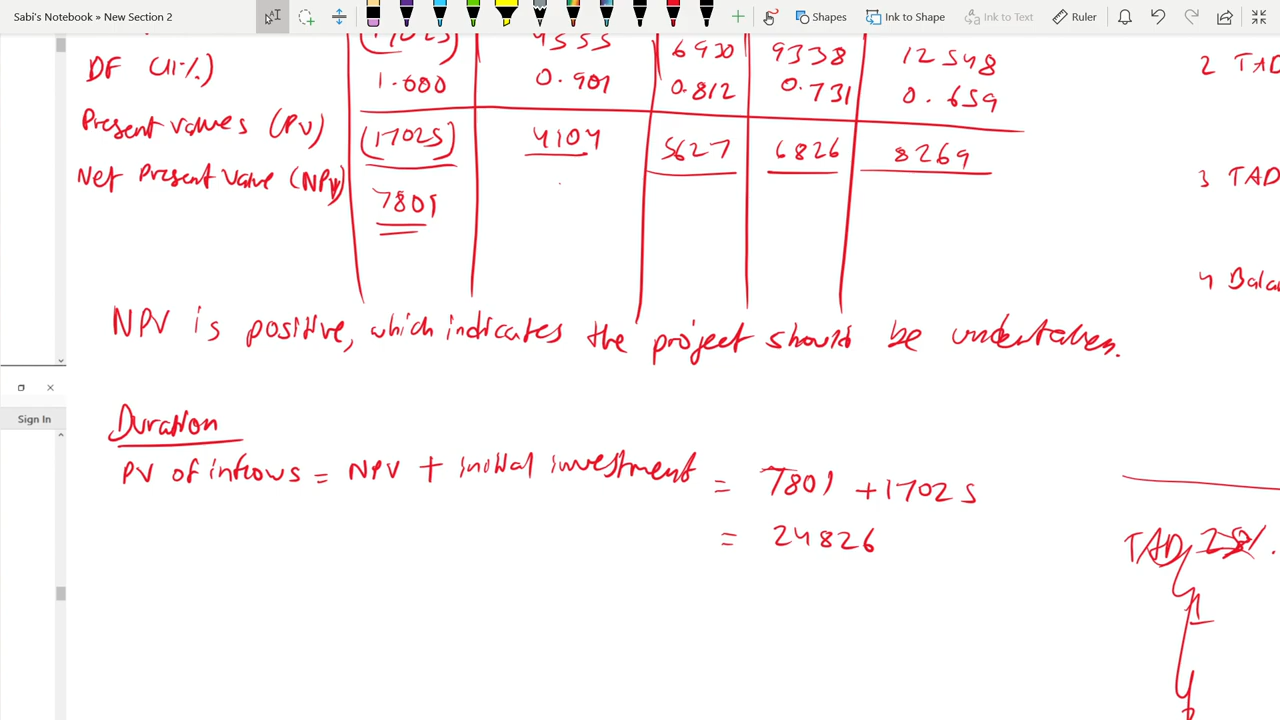 Sabi's Notebook » New Section 2
Shapes Ink to Shape Ink to Text Ruler
(17025) 4555 6930 9338 12548
DF (11%) 1.000 0.901 0.812 0.731 0.659
2 TAD
Present values (PV) (17025) 4104 5627 6826 8269
Net Present Value (NPV) 7801
3 TAD
4 Bala
NPV is positive, which indicates the project should be undertaken.
Sign In
Duration
PV of inflows = NPV + initial investment = 7801 + 17025
= 24826
TAD